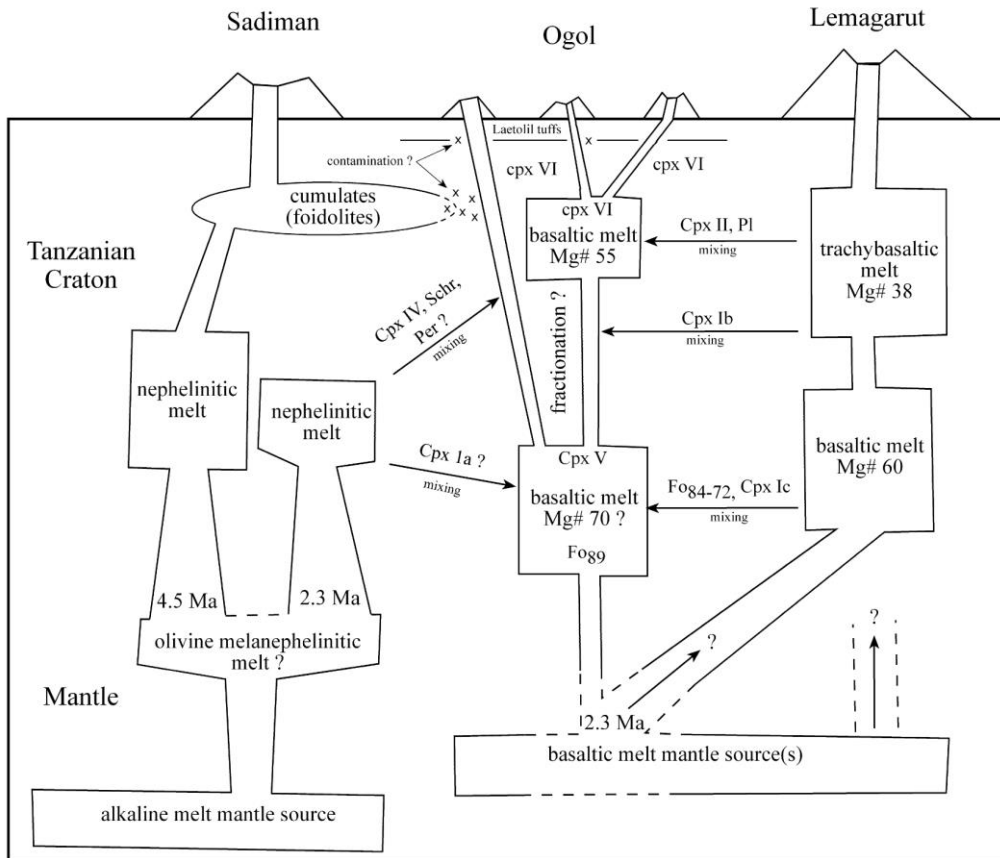 Sadiman
Ogol
Lemagarut
Laetolil tuffs
contamination ?
cpx VI
cpx VI
cumulates
(foidolites)
cpx VI
basaltic melt
Mg# 55
Cpx II, Pl
mixing
trachybasaltic
melt
Mg# 38
Tanzanian
Craton
Cpx IV, Schr,
Per ?
mixing
fractionation ?
Cpx Ib
mixing
nephelinitic
melt
nephelinitic
melt
Cpx 1a ?
mixing
Cpx V
basaltic melt
Mg# 70 ?
Fo89
Fo84-72, Cpx Ic
mixing
basaltic melt
Mg# 60
4.5 Ma
2.3 Ma
olivine melanephelinitic
melt ?
?
?
Mantle
2.3 Ma
basaltic melt mantle source(s)
alkaline melt mantle source